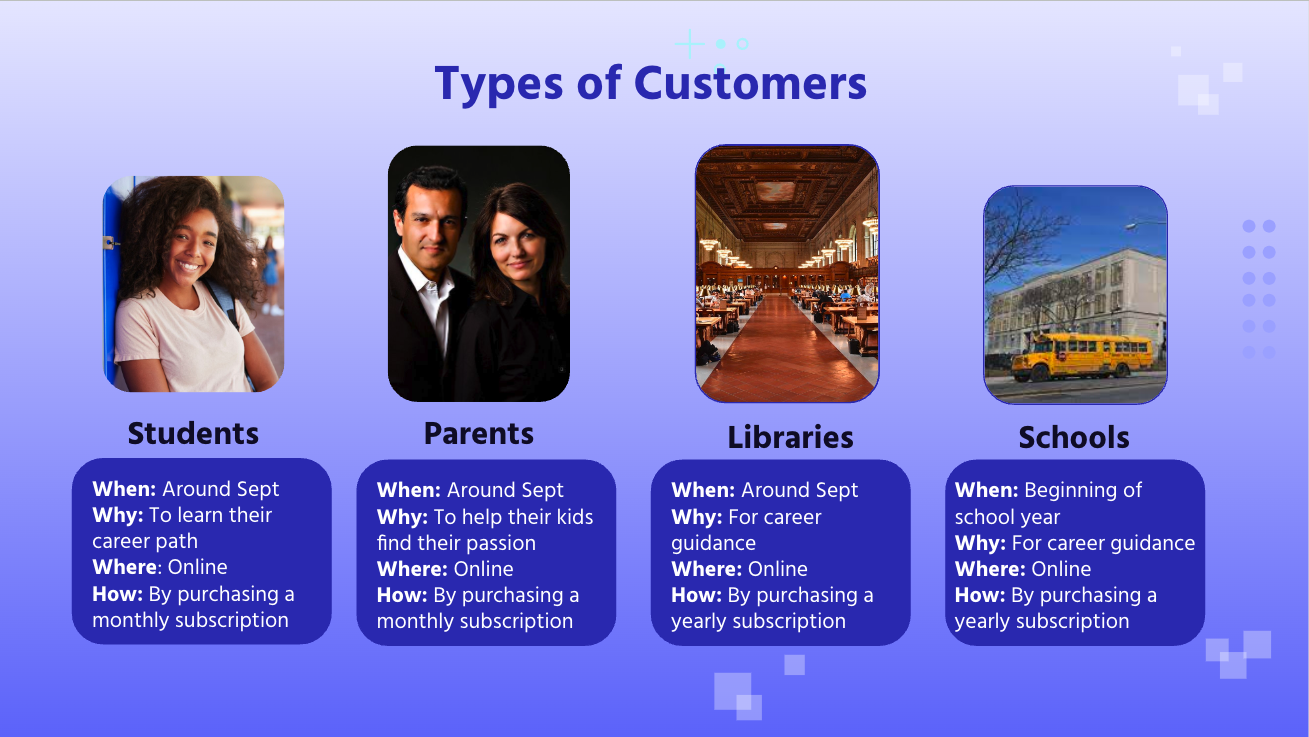 Types of Customers
Students
When: Around Sept
Why: To learn their
career path
Where: Online
How: By purchasing a
monthly subscription
Parents
When: Around Sept
Why: To help their kids
find their passion
Where: Online
How: By purchasing a
monthly subscription
Libraries
When: Around Sept
Why: For career
guidance
Where: Online
How: By purchasing a
yearly subscription
Schools
When: Beginning of
school year
Why: For career guidance
Where: Online
How: By purchasing a
yearly subscription